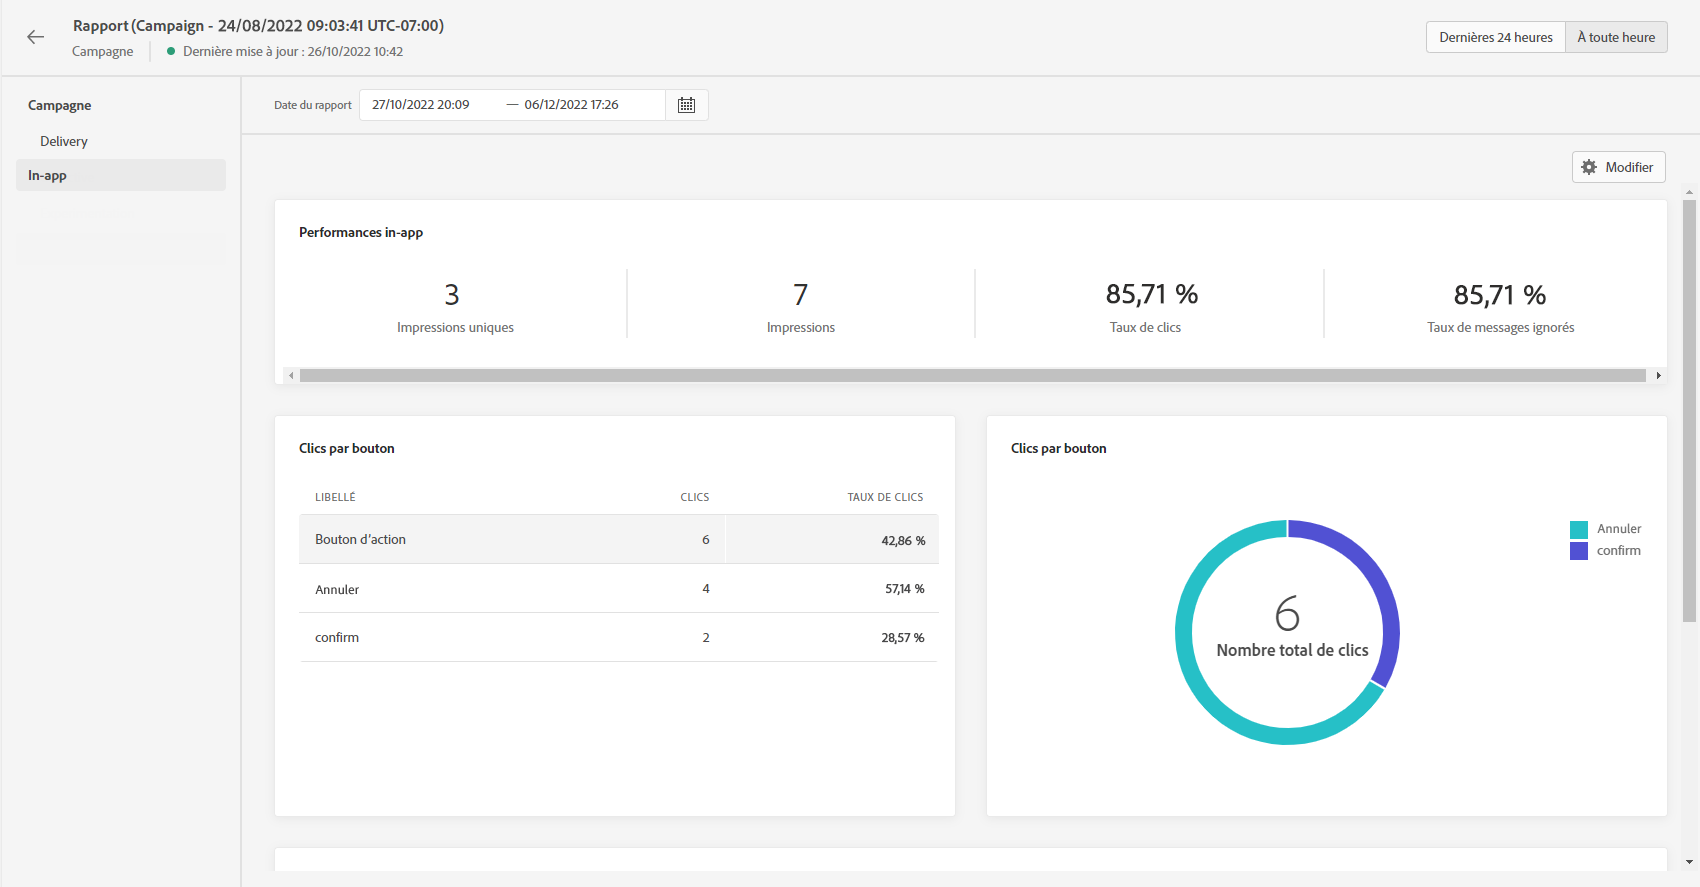 Rapport (Campaign - 24/08/2022 09:03:41 UTC-07:00)
Campagne
Dernière mise à jour : 26/10/2022 10:42
Dernières 24 heures
À toute heure
Campagne
Delivery
In-app
Date du rapport
27/10/2022 20:09 — 06/12/2022 17:26
Modifier
Performances in-app
3
Impressions uniques
7
Impressions
85,71 %
Taux de clics
85,71 %
Taux de messages ignorés
Clics par bouton
LIBELLÉ CLICS TAUX DE CLICS
Bouton d'action 6 42,86 %
Annuler 4 57,14 %
confirm 2 28,57 %
Clics par bouton
6
Nombre total de clics
Annuler
confirm